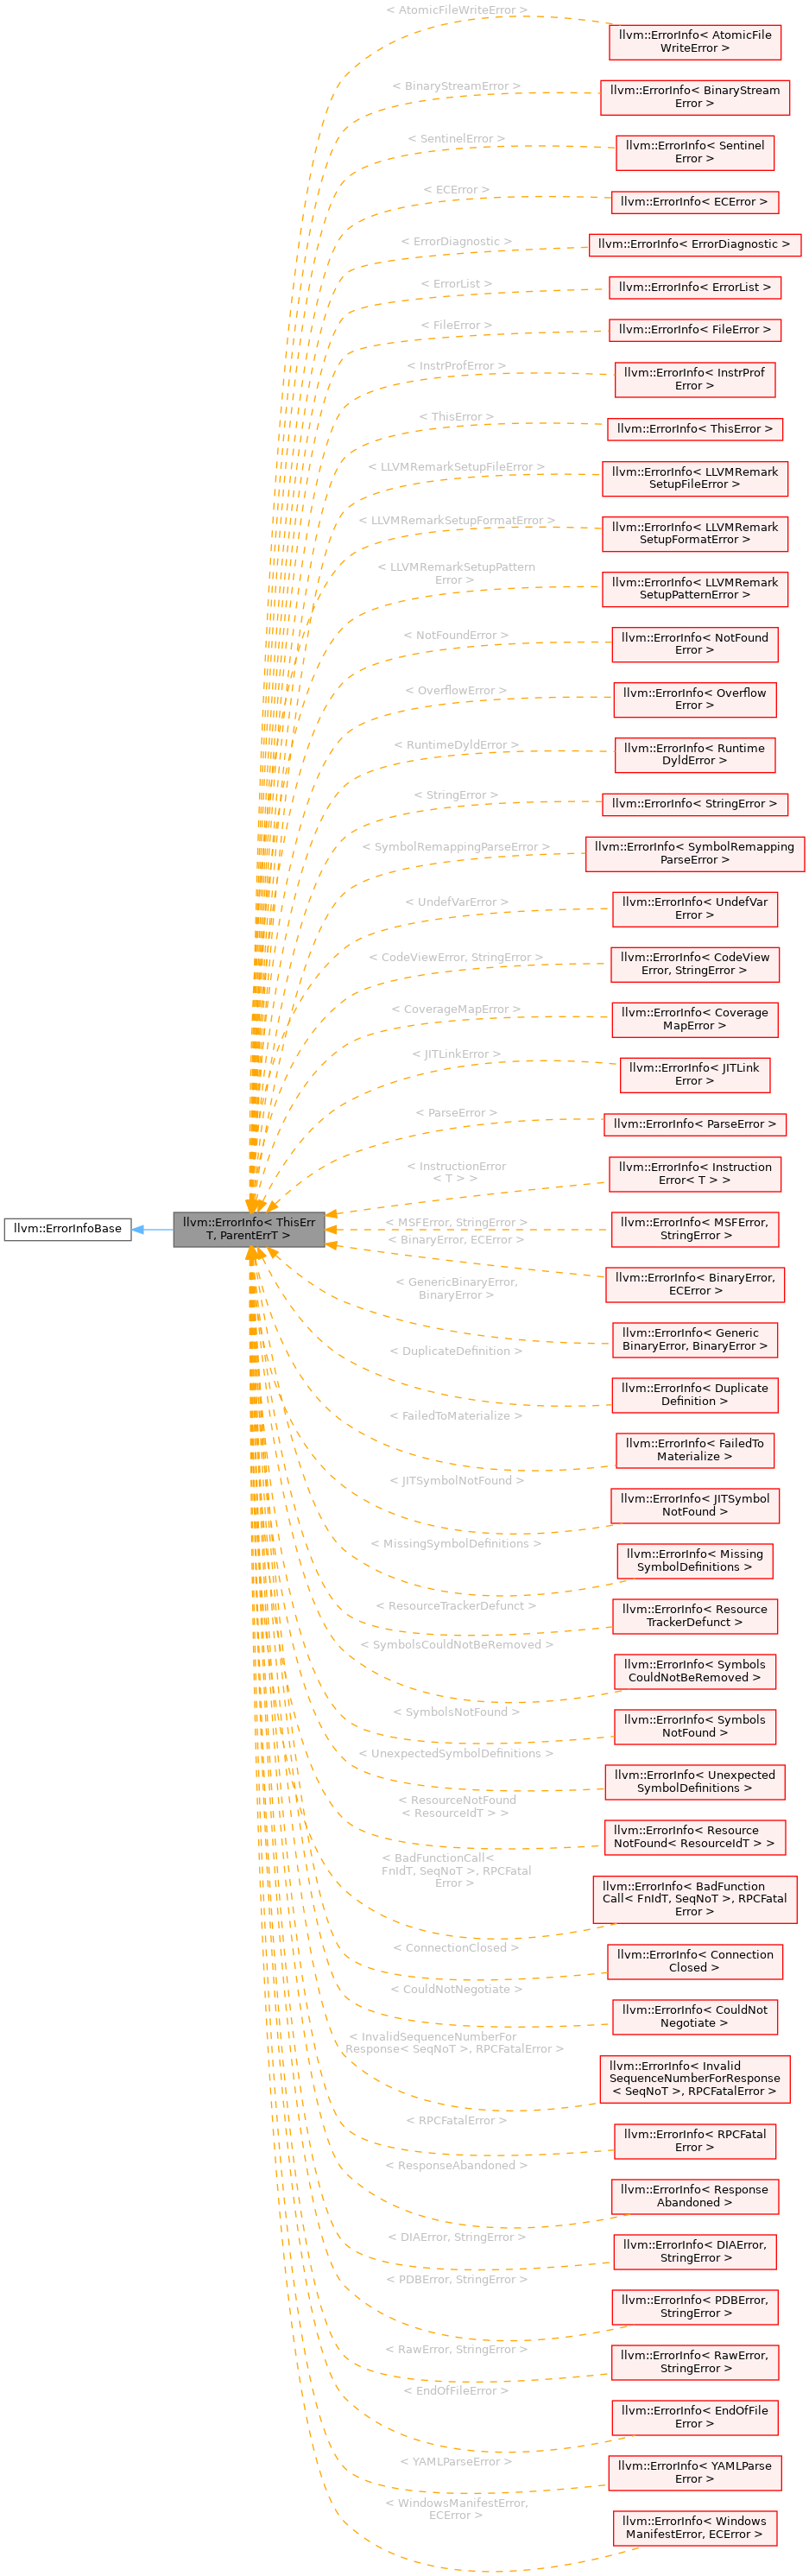 < AtomicFileWriteError >
llvm::ErrorInfo< AtomicFile
WriteError >
< BinaryStreamError >
llvm::ErrorInfo< BinaryStream
Error >
< SentinelError >
llvm::ErrorInfo< Sentinel
Error >
< ECError >
llvm::ErrorInfo< ECError >
< ErrorDiagnostic >
llvm::ErrorInfo< ErrorDiagnostic >
< ErrorList >
llvm::ErrorInfo< ErrorList >
< FileError >
llvm::ErrorInfo< FileError >
< InstrProfError >
llvm::ErrorInfo< InstrProf
Error >
< ThisError >
llvm::ErrorInfo< ThisError >
< LLVMRemarkSetupFileError >
llvm::ErrorInfo< LLVMRemark
SetupFileError >
< LLVMRemarkSetupFormatError >
llvm::ErrorInfo< LLVMRemark
SetupFormatError >
< LLVMRemarkSetupPattern
Error >
llvm::ErrorInfo< LLVMRemark
SetupPatternError >
< NotFoundError >
llvm::ErrorInfo< NotFound
Error >
< OverflowError >
llvm::ErrorInfo< Overflow
Error >
< RuntimeDyldError >
llvm::ErrorInfo< Runtime
DyldError >
< StringError >
llvm::ErrorInfo< StringError >
< SymbolRemappingParseError >
llvm::ErrorInfo< SymbolRemapping
ParseError >
< UndefVarError >
llvm::ErrorInfo< UndefVar
Error >
< CodeViewError, StringError >
llvm::ErrorInfo< CodeView
Error, StringError >
< CoverageMapError >
llvm::ErrorInfo< Coverage
MapError >
< JITLinkError >
llvm::ErrorInfo< JITLink
Error >
< ParseError >
llvm::ErrorInfo< ParseError >
< InstructionError
< T > >
llvm::ErrorInfo< Instruction
Error< T > >
llvm::ErrorInfoBase
llvm::ErrorInfo< ThisErr
T, ParentErrT >
< MSFError, StringError >
llvm::ErrorInfo< MSFError,
StringError >
< BinaryError, ECError >
llvm::ErrorInfo< BinaryError,
ECError >
< GenericBinaryError,
BinaryError >
llvm::ErrorInfo< Generic
BinaryError, BinaryError >
< DuplicateDefinition >
llvm::ErrorInfo< Duplicate
Definition >
< FailedToMaterialize >
llvm::ErrorInfo< FailedTo
Materialize >
< JITSymbolNotFound >
llvm::ErrorInfo< JITSymbol
NotFound >
< MissingSymbolDefinitions >
llvm::ErrorInfo< Missing
SymbolDefinitions >
< ResourceTrackerDefunct >
llvm::ErrorInfo< Resource
TrackerDefunct >
< SymbolsCouldNotBeRemoved >
llvm::ErrorInfo< Symbols
CouldNotBeRemoved >
< SymbolsNotFound >
llvm::ErrorInfo< Symbols
NotFound >
< UnexpectedSymbolDefinitions >
llvm::ErrorInfo< Unexpected
SymbolDefinitions >
< ResourceNotFound
< ResourceIdT > >
llvm::ErrorInfo< Resource
NotFound< ResourceIdT > >
< BadFunctionCall<
FnIdT, SeqNoT >, RPCFatal
Error >
llvm::ErrorInfo< BadFunction
Call< FnIdT, SeqNoT >, RPCFatal
Error >
< ConnectionClosed >
llvm::ErrorInfo< Connection
Closed >
< CouldNotNegotiate >
llvm::ErrorInfo< CouldNot
Negotiate >
< InvalidSequenceNumberFor
Response< SeqNoT >, RPCFatalError >
llvm::ErrorInfo< Invalid
SequenceNumberForResponse
< SeqNoT >, RPCFatalError >
< RPCFatalError >
llvm::ErrorInfo< RPCFatal
Error >
< ResponseAbandoned >
llvm::ErrorInfo< Response
Abandoned >
< DIAError, StringError >
llvm::ErrorInfo< DIAError,
StringError >
< PDBError, StringError >
llvm::ErrorInfo< PDBError,
StringError >
< RawError, StringError >
llvm::ErrorInfo< RawError,
StringError >
< EndOfFileError >
llvm::ErrorInfo< EndOfFile
Error >
< YAMLParseError >
llvm::ErrorInfo< YAMLParse
Error >
< WindowsManifestError,
ECError >
llvm::ErrorInfo< Windows
ManifestError, ECError >